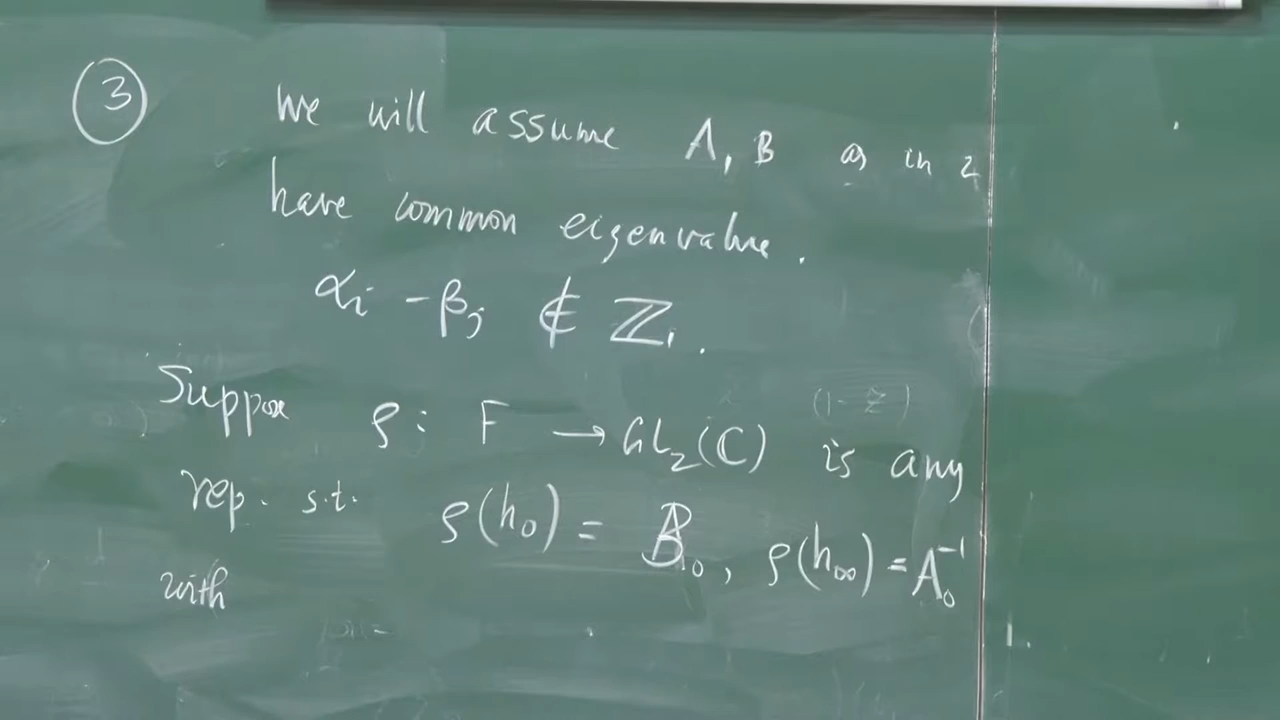 ③ We will assume A, B as in 2
have common eigenvalue.
αi - βj ∉ ℤ.
Suppose ρ: F → GL₂(ℂ) is any
rep. s.t. ρ(h₀) = B₀, ρ(h∞) = A₀⁻¹
with